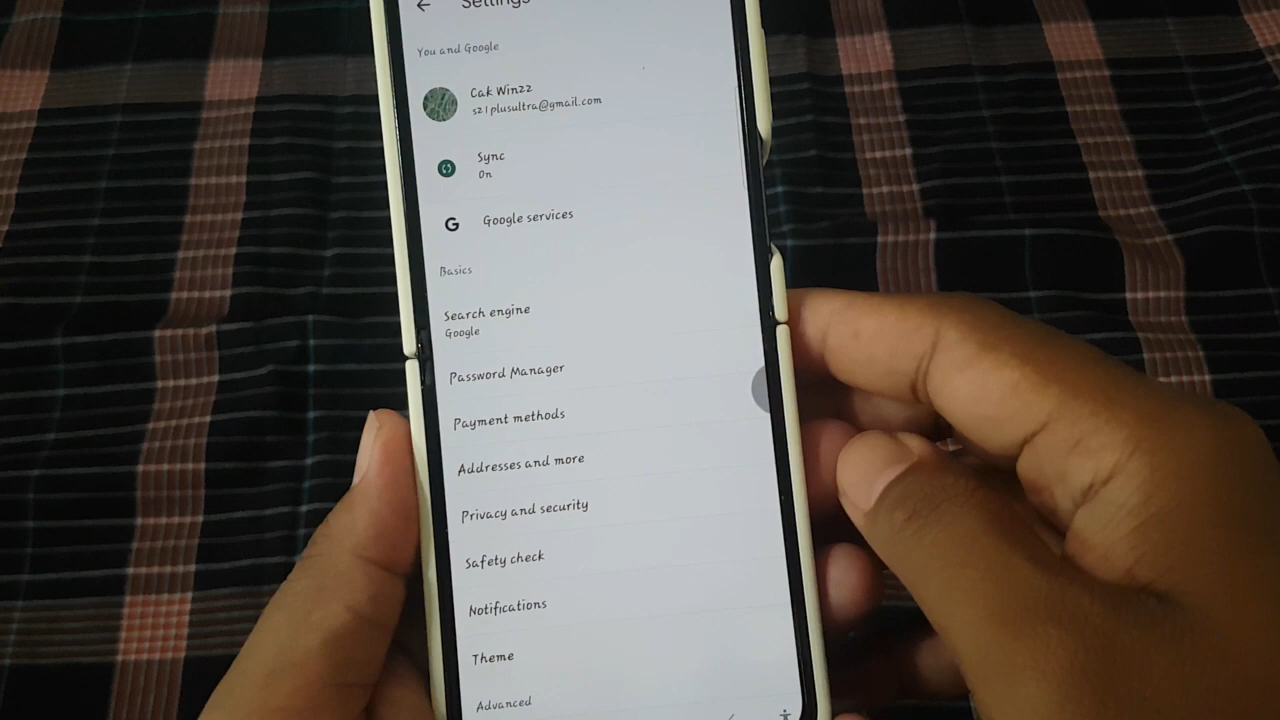 Settings
You and Google
Cak Win22
s21plusultra@gmail.com
Sync
On
G Google services
Basics
Search engine
Google
Password Manager
Payment methods
Addresses and more
Privacy and security
Safety check
Notifications
Theme
Advanced